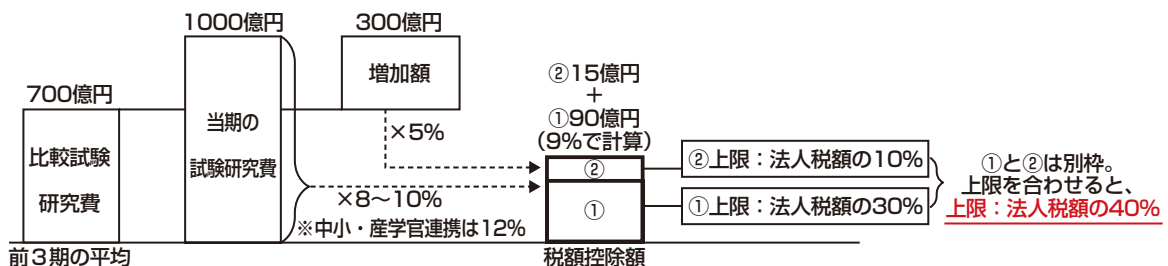 700億円
比較試験
研究費
前3期の平均
1000億円
当期の
試験研究費
300億円
増加額
×5%
×8〜10%
※中小・産学官連携は12%
②15億円
+
①90億円
(9%で計算)
②
①
税額控除額
②上限：法人税額の10%
①上限：法人税額の30%
①と②は別枠。
上限を合わせると、
上限：法人税額の40%